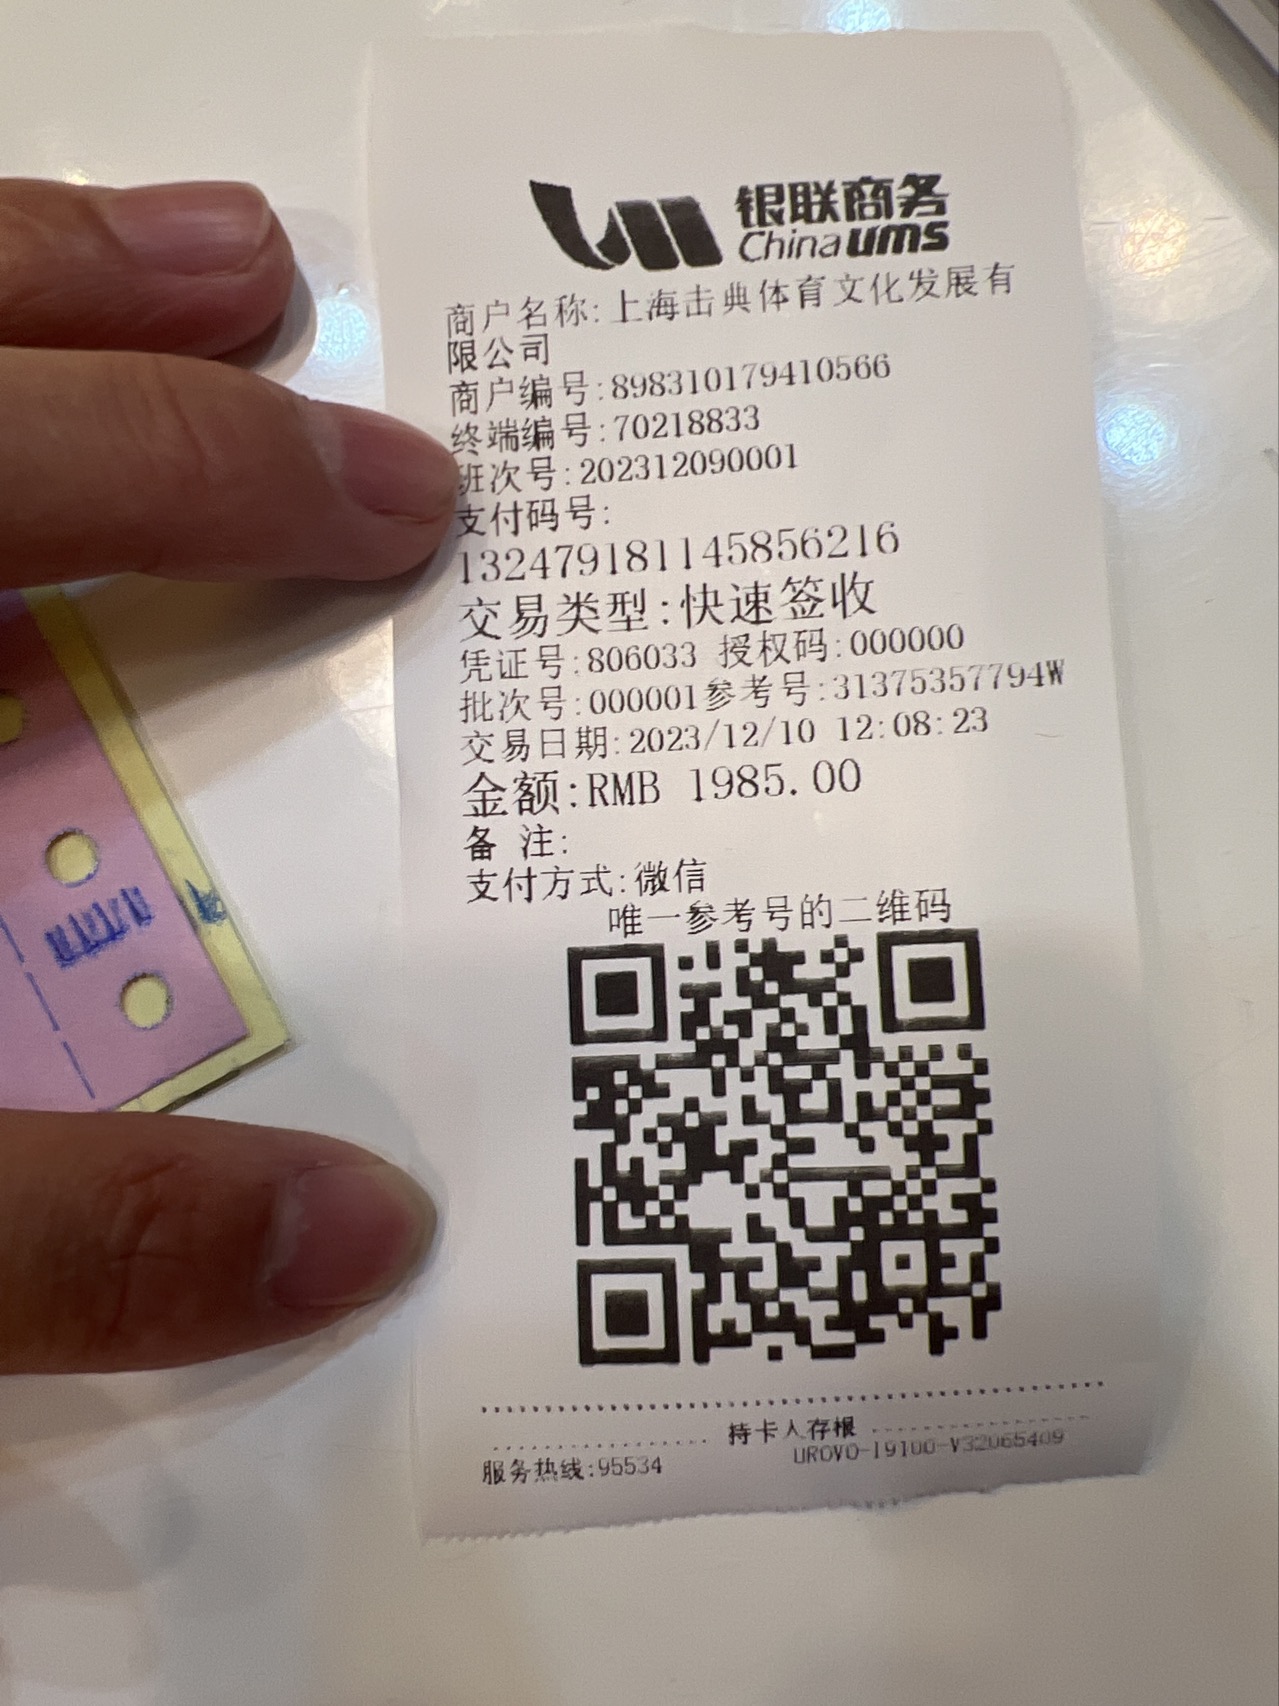 银联商务
China ums
商户名称:上海击典体育文化发展有
限公司
商户编号:898310179410566
终端编号:70218833
班次号:202312090001
支付码号:
132479181145856216
交易类型:快速签收
凭证号:806033 授权码:000000
批次号:000001参考号:31375357794W
交易日期:2023/12/10 12:08:23
金额:RMB 1985.00
备 注:
支付方式:微信
唯一参考号的二维码
持卡人存根
服务热线:95534
UROVO-I9100-V32065409